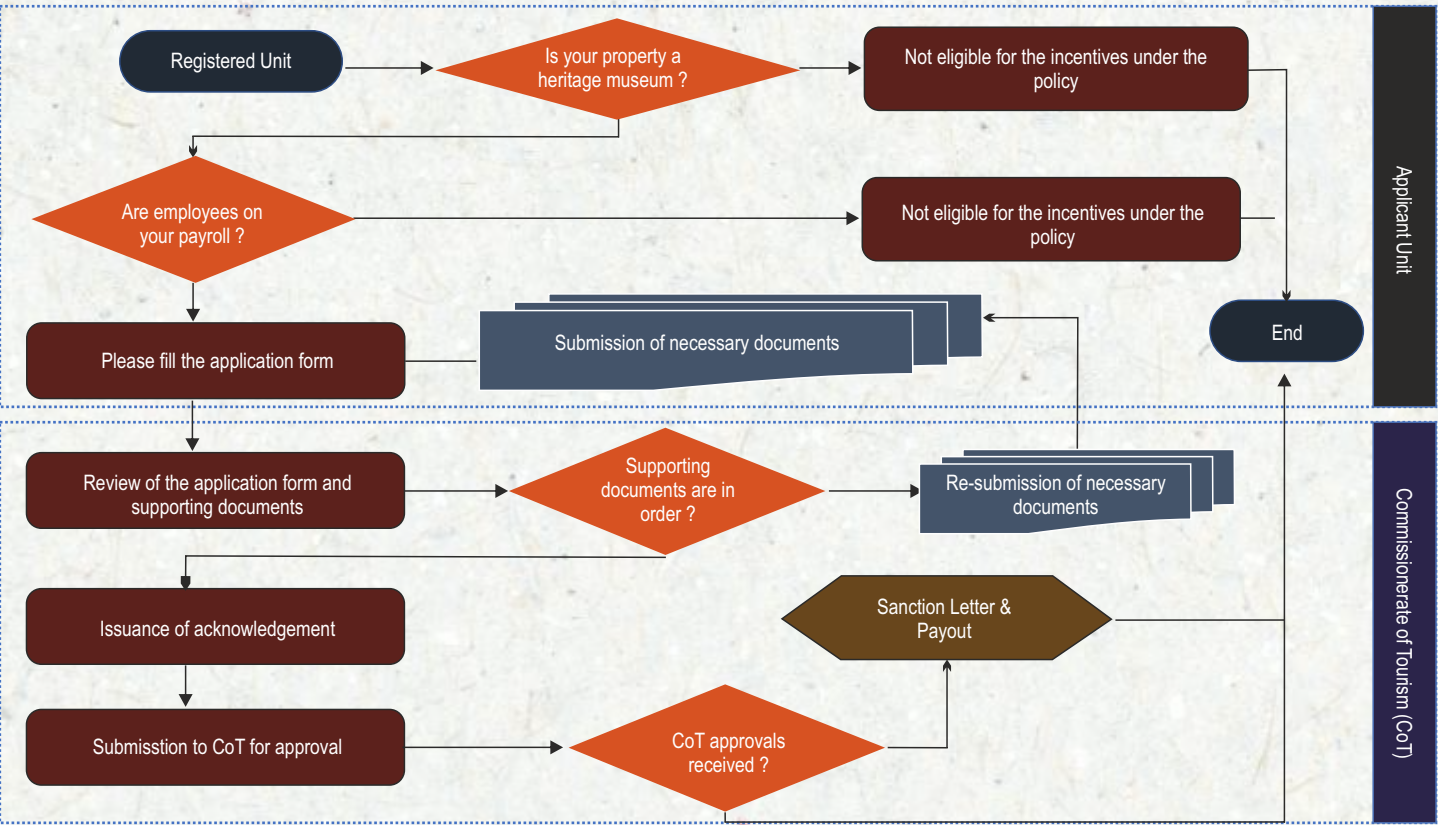 Registered Unit
Is your property a
heritage museum ?
Not eligible for the incentives under the
policy
Are employees on
your payroll ?
Not eligible for the incentives under the
policy
Applicant Unit
End
Please fill the application form
Submission of necessary documents
Review of the application form and
supporting documents
Supporting
documents are in
order ?
Re-submission of necessary
documents
Commissionerate of Tourism (CoT)
Issuance of acknowledgement
Sanction Letter &
Payout
Submisstion to CoT for approval
CoT approvals
received ?